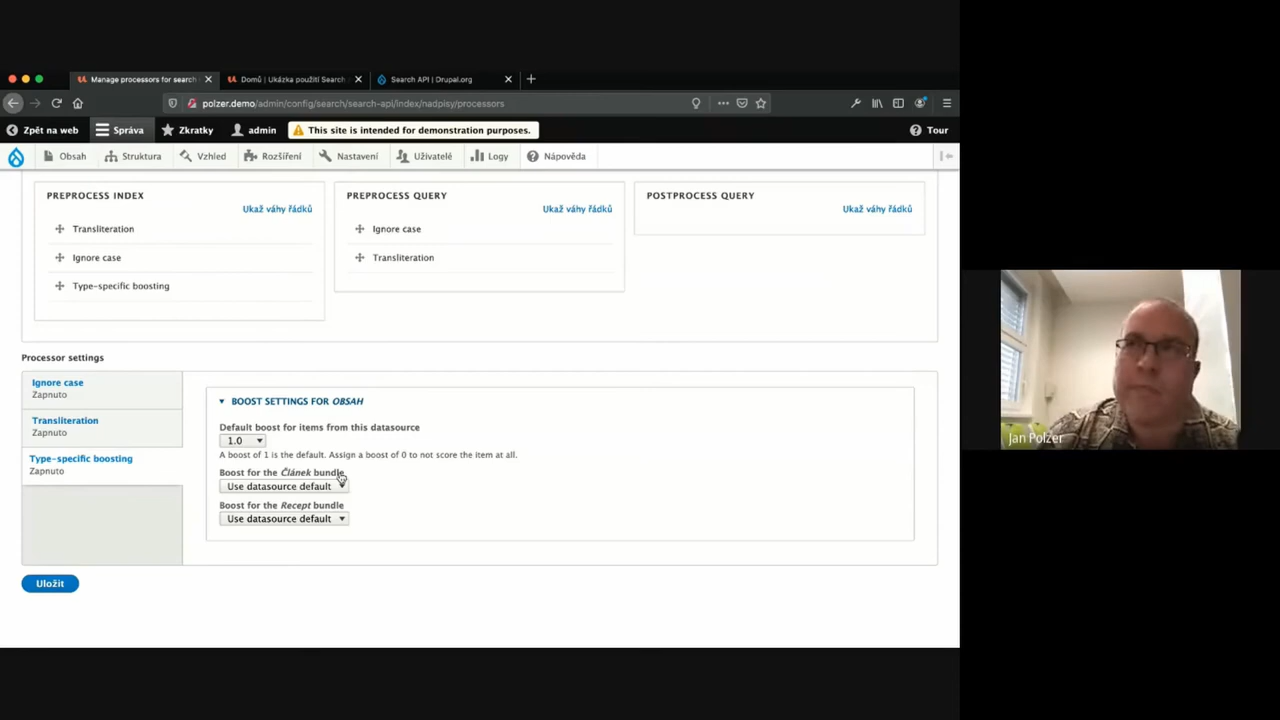 Manage processors for search
Domů | Ukázka použití Search
Search API | Drupal.org
polzer.demo/admin/config/search/search-api/index/nadpisy/processors
Zpět na web
Správa
Zkratky
admin
This site is intended for demonstration purposes.
Tour
Obsah
Struktura
Vzhled
Rozšíření
Nastavení
Uživatelé
Logy
Nápověda
PREPROCESS INDEX
Ukaž váhy řádků
Transliteration
Ignore case
Type-specific boosting
PREPROCESS QUERY
Ukaž váhy řádků
Ignore case
Transliteration
POSTPROCESS QUERY
Ukaž váhy řádků
Processor settings
Ignore case
Zapnuto
Transliteration
Zapnuto
Type-specific boosting
Zapnuto
BOOST SETTINGS FOR OBSAH
Default boost for items from this datasource
1.0
A boost of 1 is the default. Assign a boost of 0 to not score the item at all.
Boost for the Článek bundle
Use datasource default
Boost for the Recept bundle
Use datasource default
Uložit
Jan Polzer